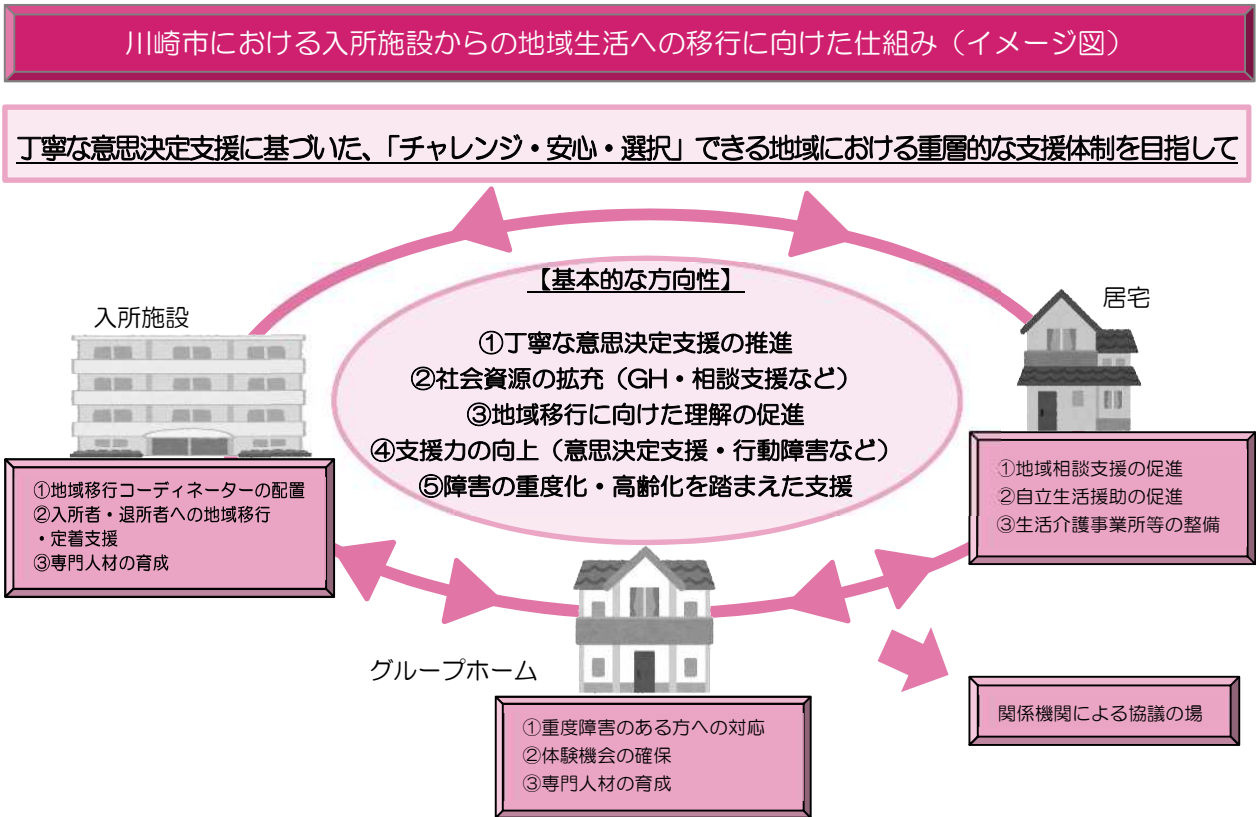 川崎市における入所施設からの地域生活への移行に向けた仕組み（イメージ図）
丁寧な意思決定支援に基づいた、「チャレンジ・安心・選択」できる地域における重層的な支援体制を目指して
【基本的な方向性】
①丁寧な意思決定支援の推進
②社会資源の拡充（GH・相談支援など）
③地域移行に向けた理解の促進
④支援力の向上（意思決定支援・行動障害など）
⑤障害の重度化・高齢化を踏まえた支援
入所施設
①地域移行コーディネーターの配置
②入所者・退所者への地域移行
・定着支援
③専門人材の育成
居宅
①地域相談支援の促進
②自立生活援助の促進
③生活介護事業所等の整備
グループホーム
①重度障害のある方への対応
②体験機会の確保
③専門人材の育成
関係機関による協議の場